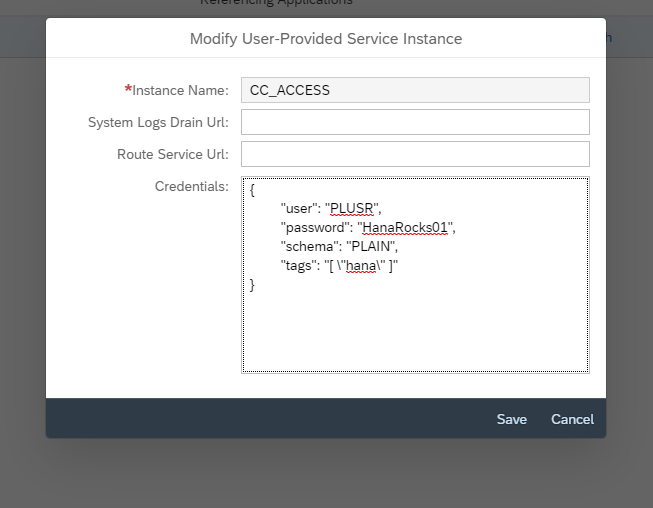 Referencing Applications
h
Modify User-Provided Service Instance
*Instance Name: CC_ACCESS
System Logs Drain Url:
Route Service Url:
Credentials: {
"user": "PLUSR",
"password": "HanaRocks01",
"schema": "PLAIN",
"tags": "[ \"hana\" ]"
}
Save Cancel